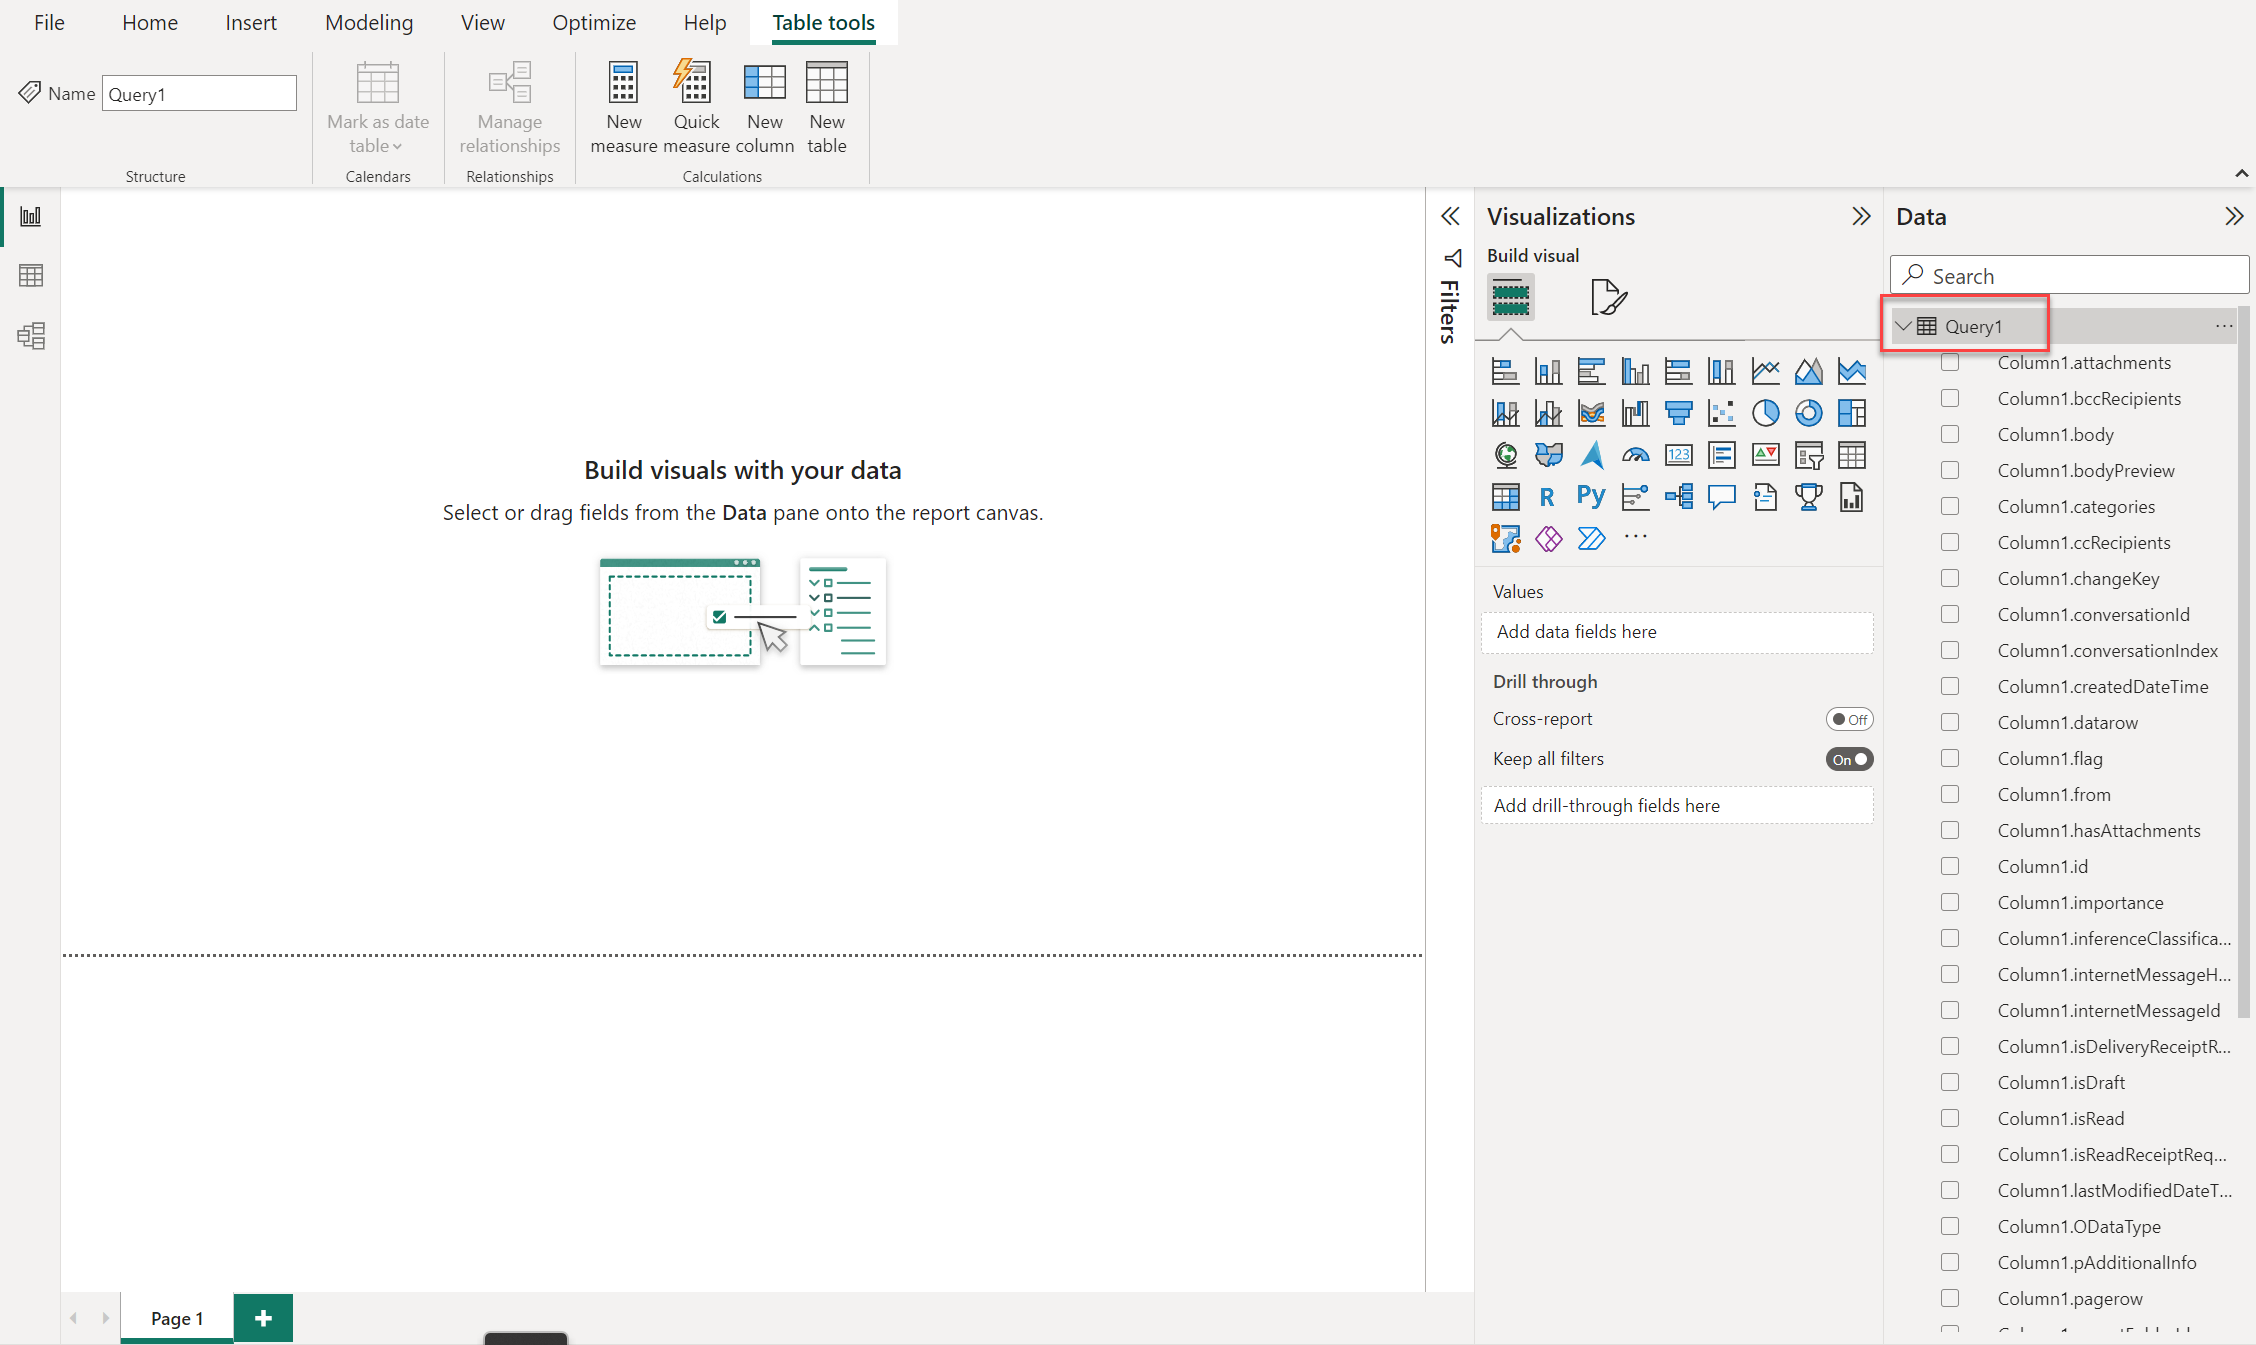 File Home Insert Modeling View Optimize Help Table tools
Name Query1
Mark as date table
Manage relationships
New measure
Quick measure
New column
New table
Structure
Calendars
Relationships
Calculations
Build visuals with your data
Select or drag fields from the Data pane onto the report canvas.
Page 1
Filters
Visualizations
Build visual
123
R
Py
...
Values
Add data fields here
Drill through
Cross-report
Off
Keep all filters
On
Add drill-through fields here
Data
Search
Query1
...
Column1.attachments
Column1.bccRecipients
Column1.body
Column1.bodyPreview
Column1.categories
Column1.ccRecipients
Column1.changeKey
Column1.conversationId
Column1.conversationIndex
Column1.createdDateTime
Column1.datarow
Column1.flag
Column1.from
Column1.hasAttachments
Column1.id
Column1.importance
Column1.inferenceClassifica...
Column1.internetMessageH...
Column1.internetMessageId
Column1.isDeliveryReceiptR...
Column1.isDraft
Column1.isRead
Column1.isReadReceiptReq...
Column1.lastModifiedDateT...
Column1.ODataType
Column1.pAdditionalInfo
Column1.pagerow